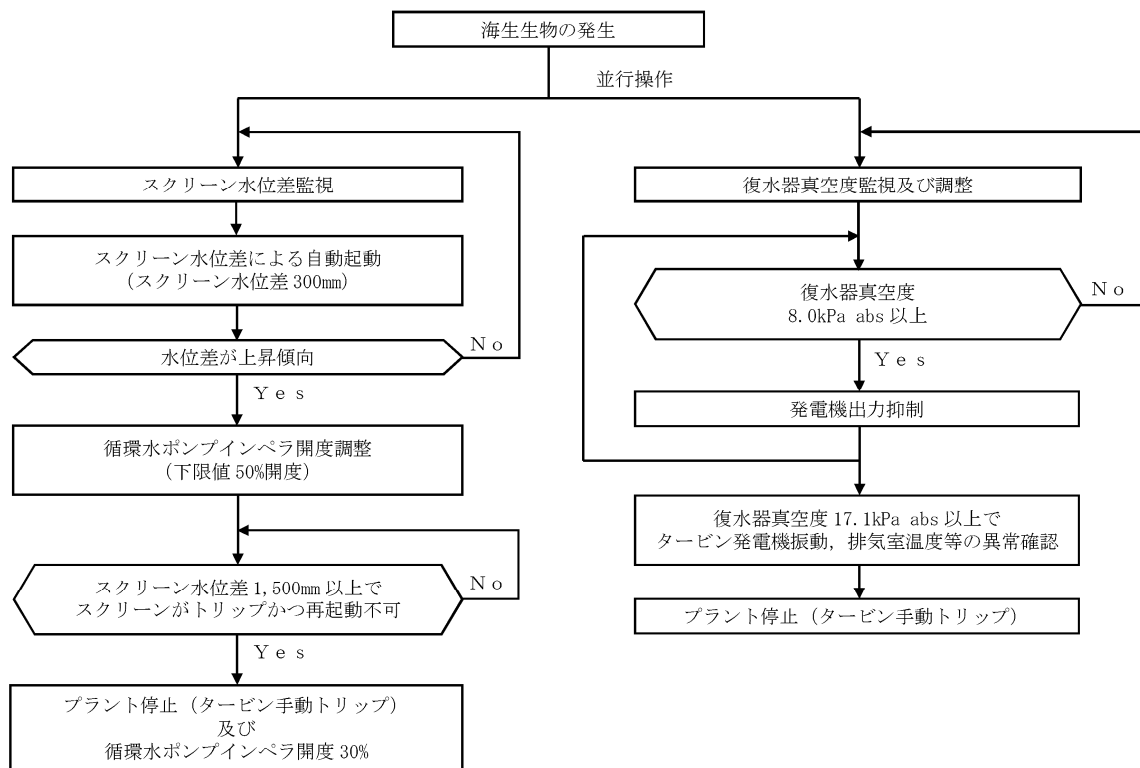 海生生物の発生
並行操作
スクリーン水位差監視
スクリーン水位差による自動起動
(スクリーン水位差 300mm)
水位差が上昇傾向
No
Yes
循環水ポンプインペラ開度調整
(下限値 50%開度)
スクリーン水位差 1,500mm 以上で
スクリーンがトリップかつ再起動不可
No
Yes
プラント停止 (タービン手動トリップ)
及び
循環水ポンプインペラ開度 30%
復水器真空度監視及び調整
復水器真空度
8.0kPa abs 以上
No
Yes
発電機出力抑制
復水器真空度 17.1kPa abs 以上で
タービン発電機振動,排気室温度等の異常確認
プラント停止 (タービン手動トリップ)